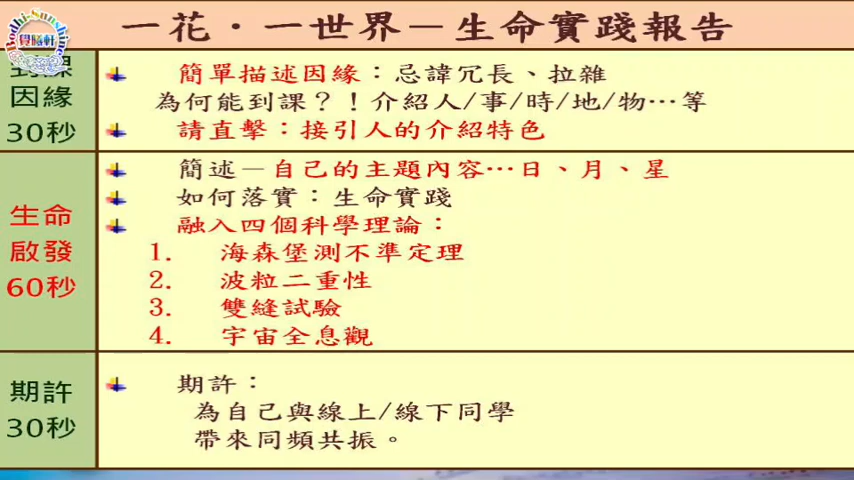 Bodhi-Sunshine
覺曦軒
一花．一世界－生命實踐報告
到課
因緣
30秒
簡單描述因緣：忌諱冗長、拉雜
為何能到課？！介紹人/事/時/地/物…等
請直擊：接引人的介紹特色
生命
啟發
60秒
簡述－自己的主題內容…日、月、星
如何落實：生命實踐
融入四個科學理論：
1. 海森堡測不準定理
2. 波粒二重性
3. 雙縫試驗
4. 宇宙全息觀
期許
30秒
期許：
為自己與線上/線下同學
帶來同頻共振。